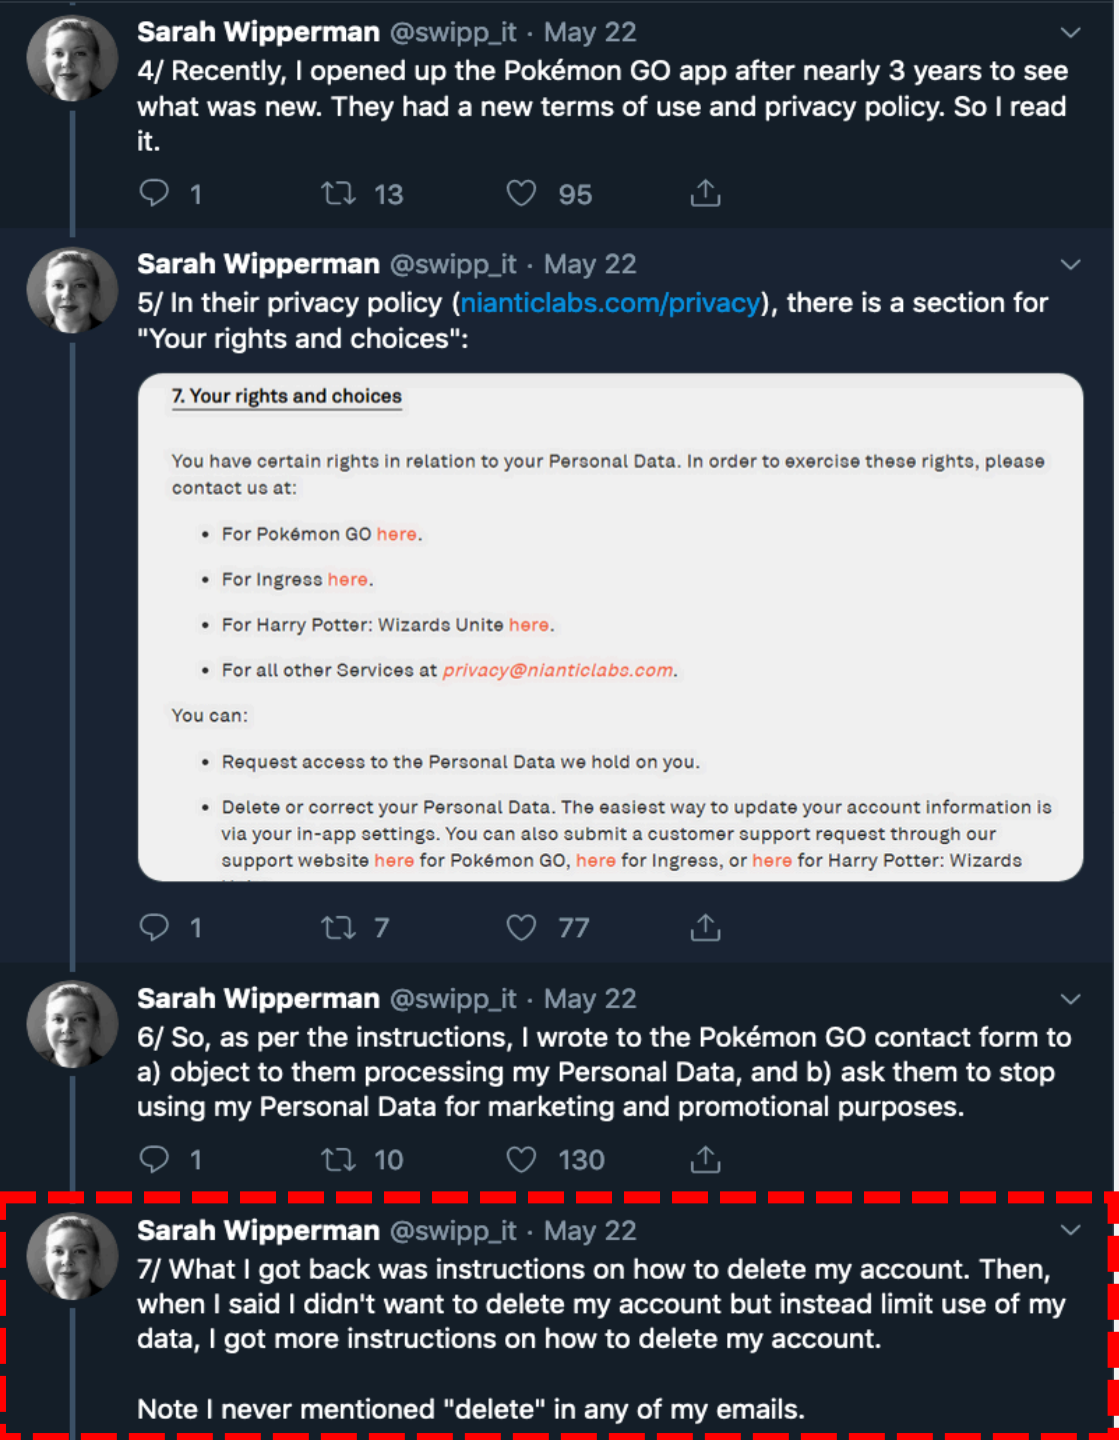 Sarah Wipperman @swipp_it · May 22
4/ Recently, I opened up the Pokémon GO app after nearly 3 years to see
what was new. They had a new terms of use and privacy policy. So I read
it.
1 13 95
Sarah Wipperman @swipp_it · May 22
5/ In their privacy policy (nianticlabs.com/privacy), there is a section for
"Your rights and choices":
7. Your rights and choices
You have certain rights in relation to your Personal Data. In order to exercise these rights, please
contact us at:
• For Pokémon GO here.
• For Ingress here.
• For Harry Potter: Wizards Unite here.
• For all other Services at privacy@nianticlabs.com.
You can:
• Request access to the Personal Data we hold on you.
• Delete or correct your Personal Data. The easiest way to update your account information is
via your in-app settings. You can also submit a customer support request through our
support website here for Pokémon GO, here for Ingress, or here for Harry Potter: Wizards
1 7 77
Sarah Wipperman @swipp_it · May 22
6/ So, as per the instructions, I wrote to the Pokémon GO contact form to
a) object to them processing my Personal Data, and b) ask them to stop
using my Personal Data for marketing and promotional purposes.
1 10 130
Sarah Wipperman @swipp_it · May 22
7/ What I got back was instructions on how to delete my account. Then,
when I said I didn't want to delete my account but instead limit use of my
data, I got more instructions on how to delete my account.
Note I never mentioned "delete" in any of my emails.